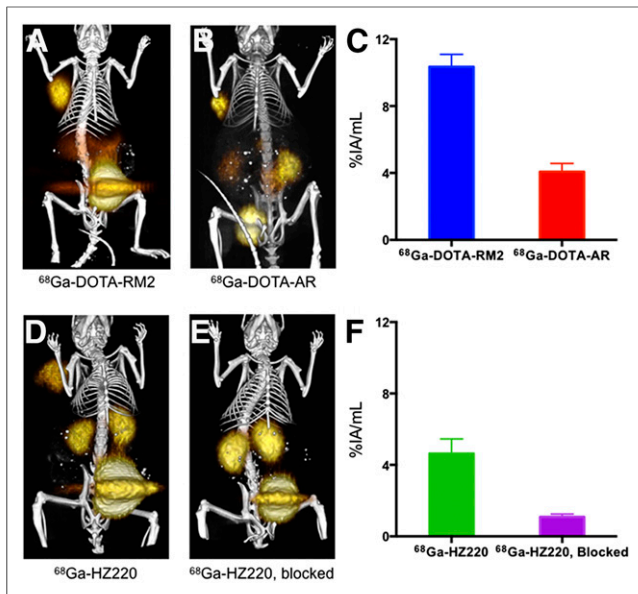 A
B
C
%IA/mL
12
8
4
0
⁶⁸Ga-DOTA-RM2
⁶⁸Ga-DOTA-AR
⁶⁸Ga-DOTA-RM2 ⁶⁸Ga-DOTA-AR
D
E
F
%IA/mL
12
8
4
0
⁶⁸Ga-HZ220
⁶⁸Ga-HZ220, blocked
⁶⁸Ga-HZ220 ⁶⁸Ga-HZ220, Blocked